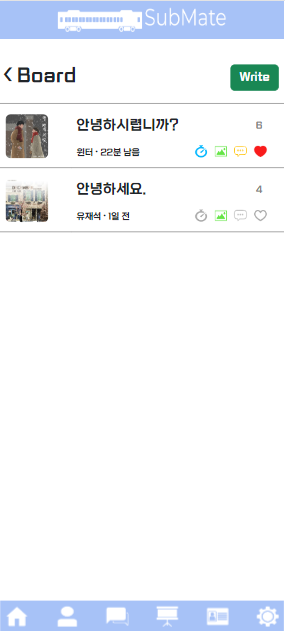 SubMate
Board
Write
안녕하시렵니까?
6
윈터 · 22분 남음
안녕하세요.
4
유재석 · 1일 전